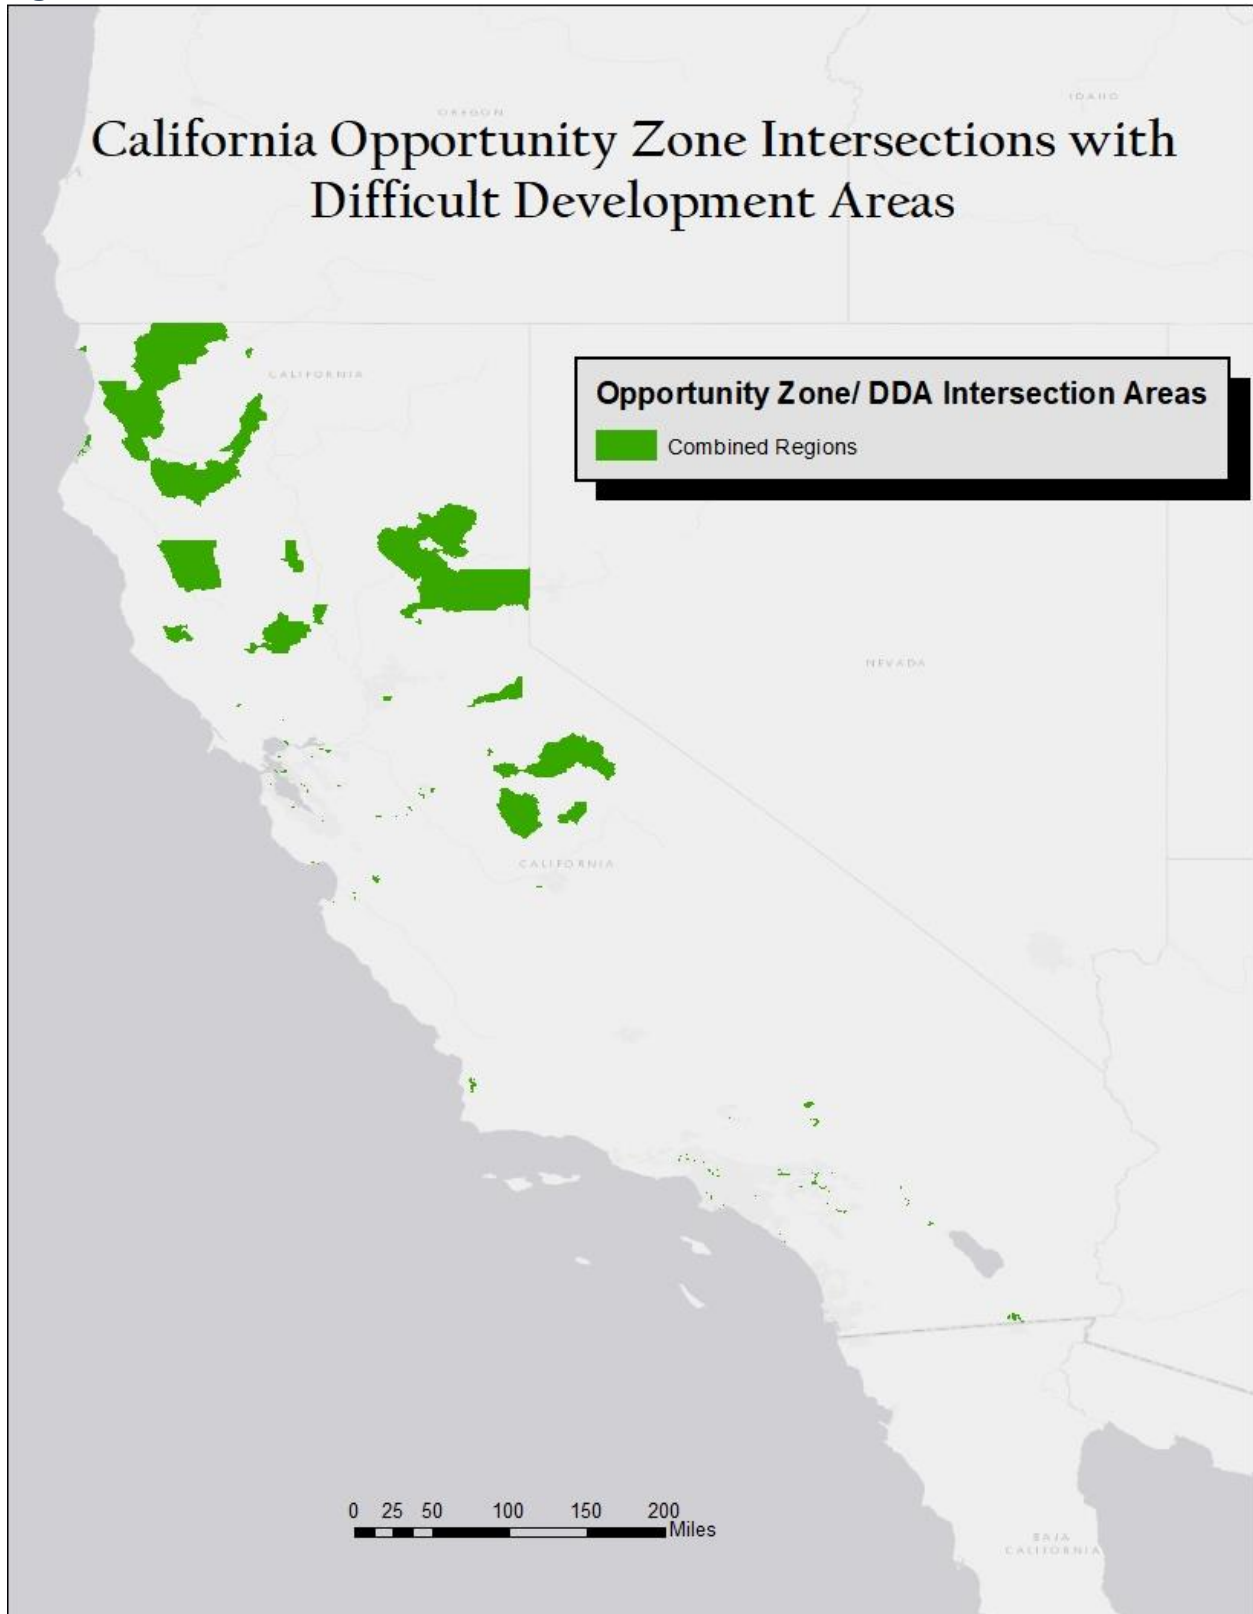 OREGON
IDAHO
California Opportunity Zone Intersections with
Difficult Development Areas
CALIFORNIA
Opportunity Zone/ DDA Intersection Areas
Combined Regions
NEVADA
CALIFORNIA
0 25 50 100 150 200
Miles
BAJA
CALIFORNIA